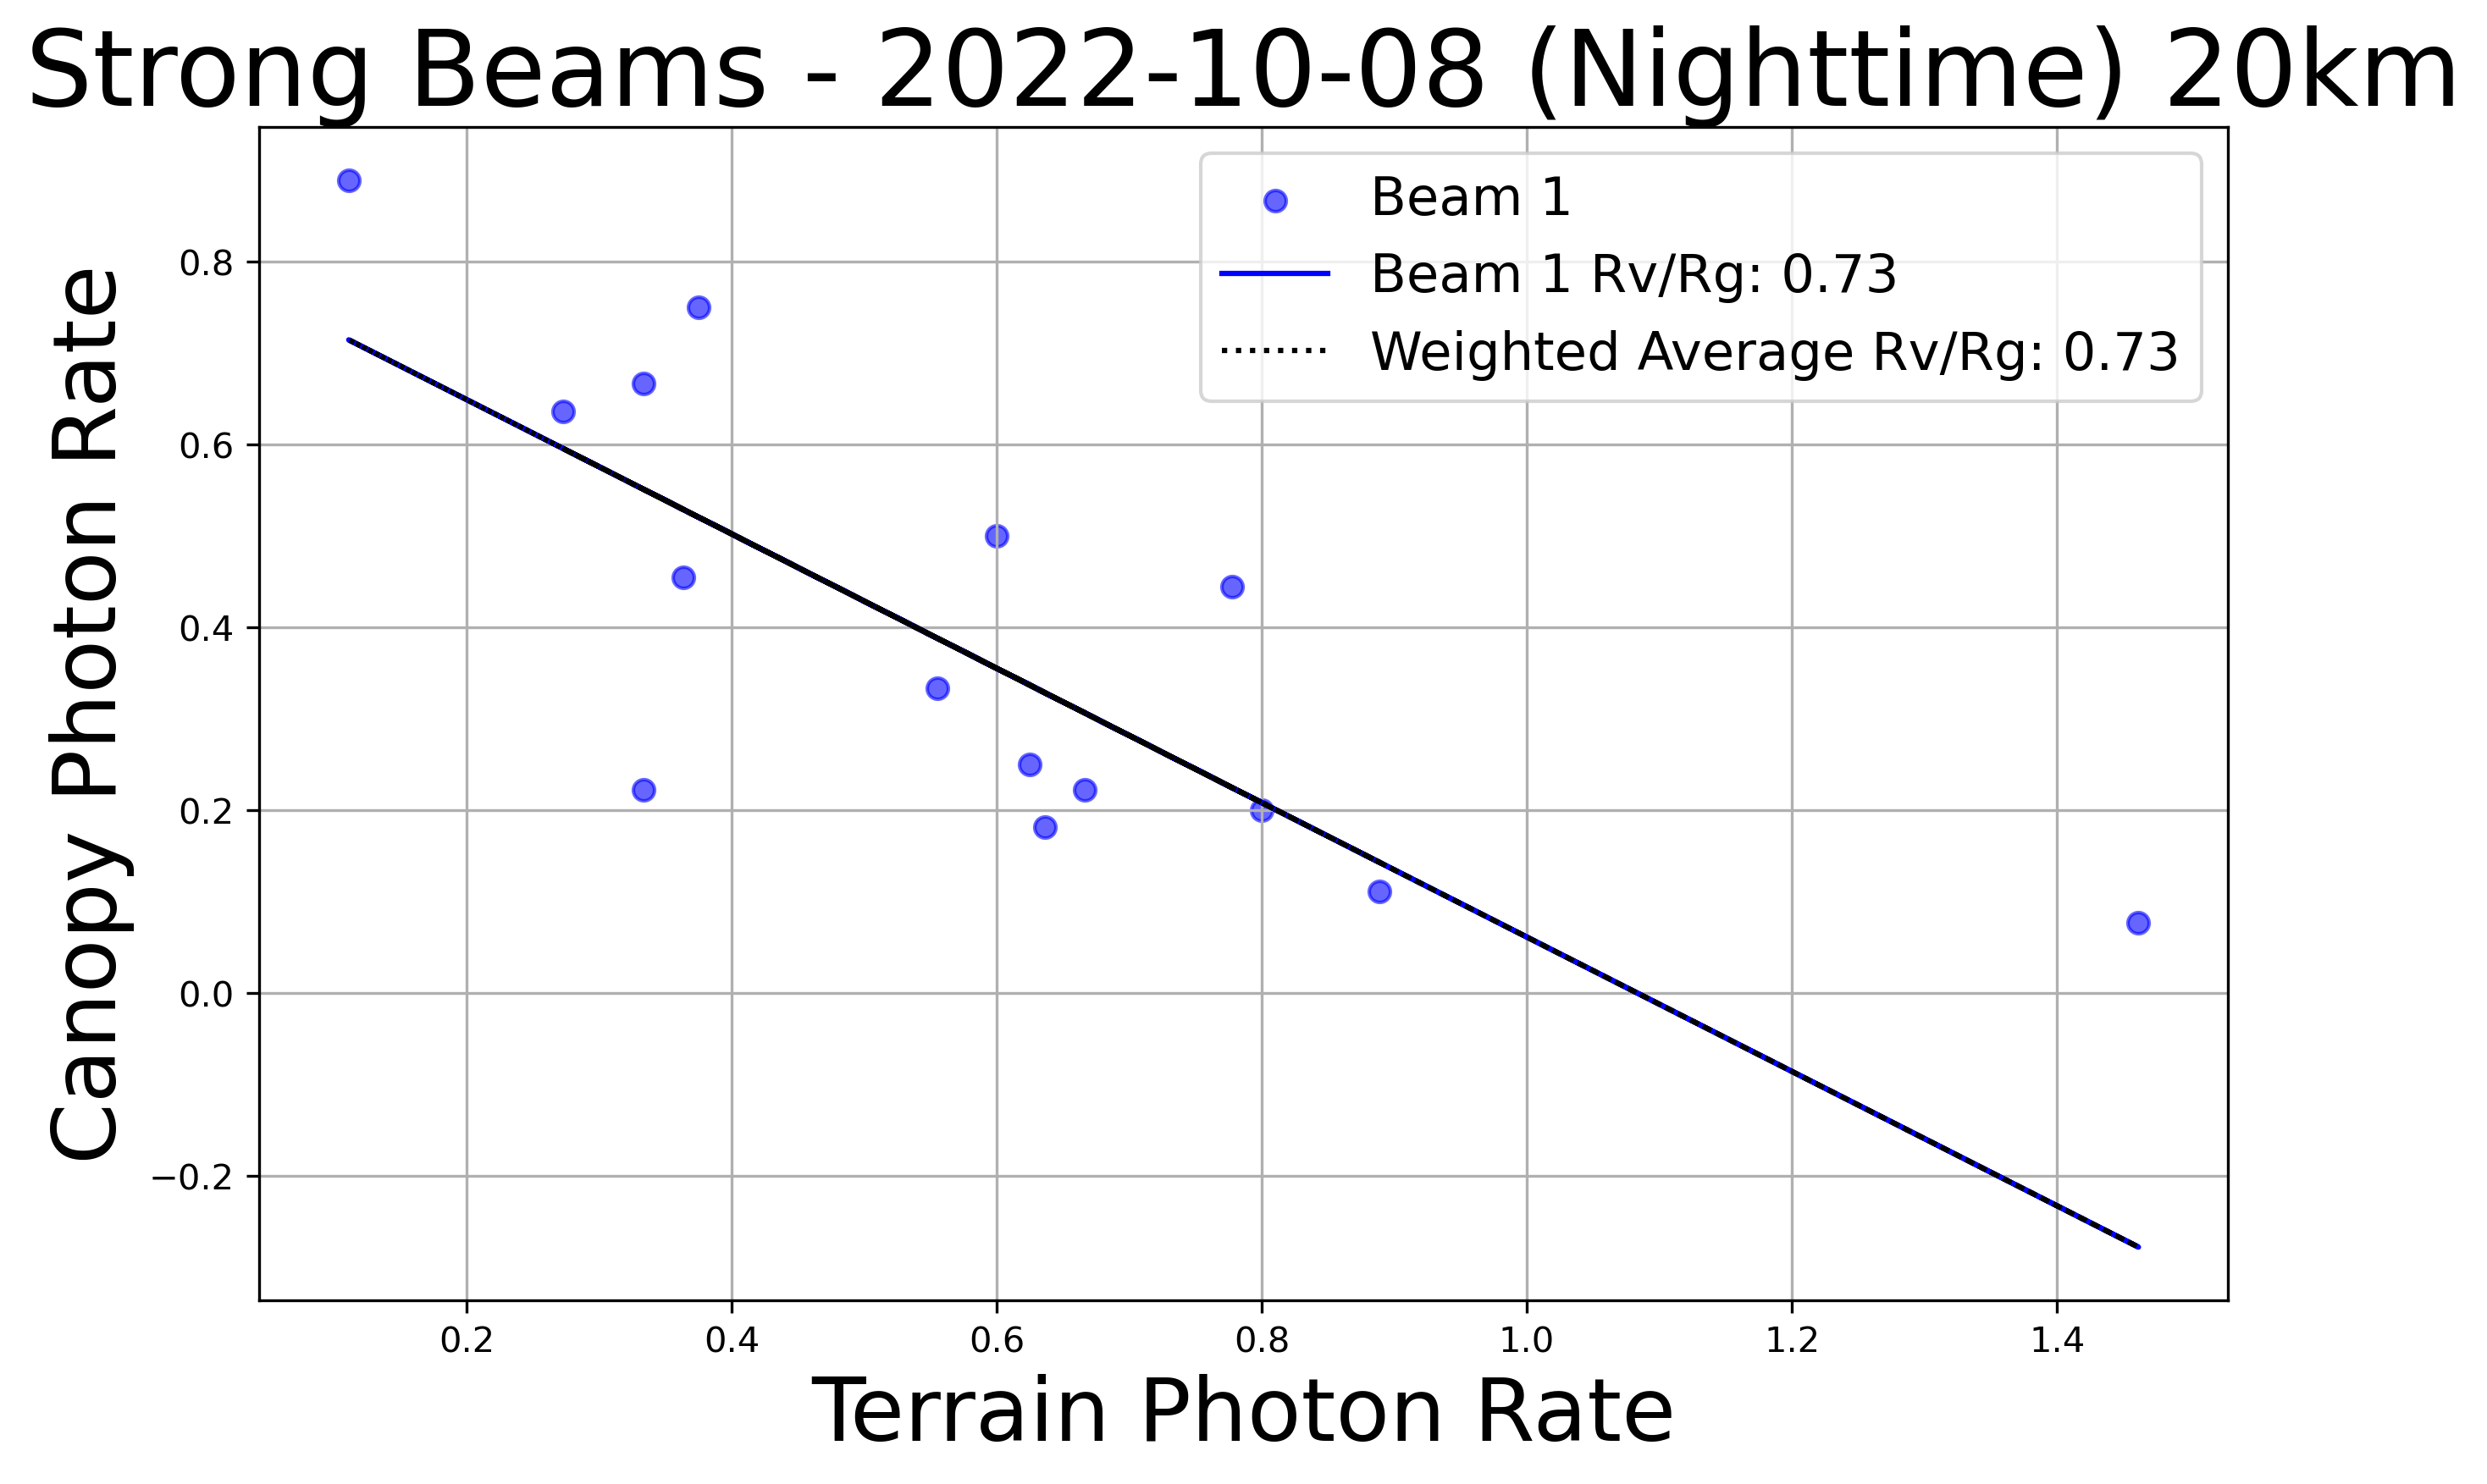 Strong Beams - 2022-10-08 (Nighttime) 20km
Beam 1
Beam 1 Rv/Rg: 0.73
Weighted Average Rv/Rg: 0.73
Canopy Photon Rate
0.8
0.6
0.4
0.2
0.0
−0.2
0.2 0.4 0.6 0.8 1.0 1.2 1.4
Terrain Photon Rate